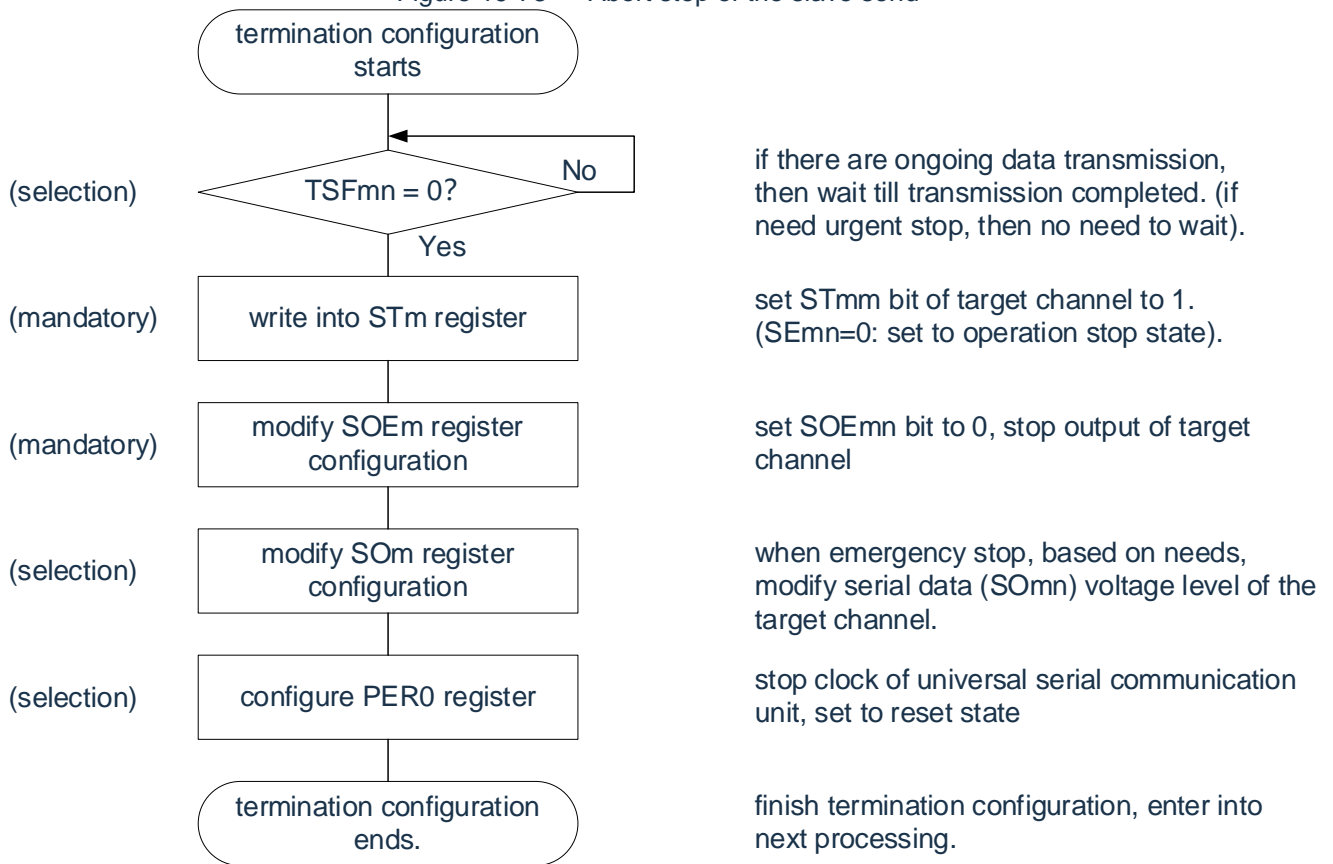 termination configuration
starts
(selection)
TSFmn = 0?
No
Yes
if there are ongoing data transmission,
then wait till transmission completed. (if
need urgent stop, then no need to wait).
(mandatory)
write into STm register
set STmm bit of target channel to 1.
(SEmn=0: set to operation stop state).
(mandatory)
modify SOEm register
configuration
set SOEmn bit to 0, stop output of target
channel
(selection)
modify SOm register
configuration
when emergency stop, based on needs,
modify serial data (SOmn) voltage level of the
target channel.
(selection)
configure PER0 register
stop clock of universal serial communication
unit, set to reset state
termination configuration
ends.
finish termination configuration, enter into
next processing.